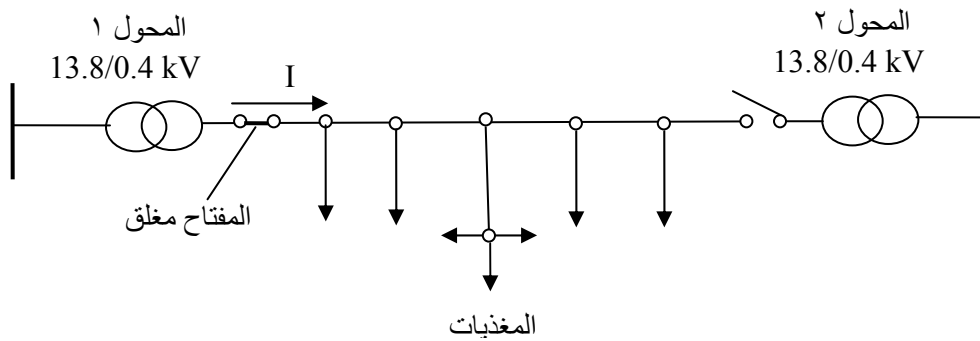 المحول ١
13.8/0.4 kV
المحول ٢
13.8/0.4 kV
I
المفتاح مغلق
المغذيات